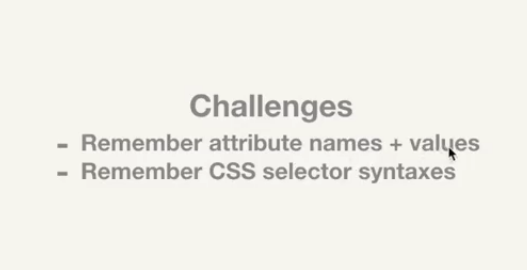 Challenges
- Remember attribute names + values
- Remember CSS selector syntaxes